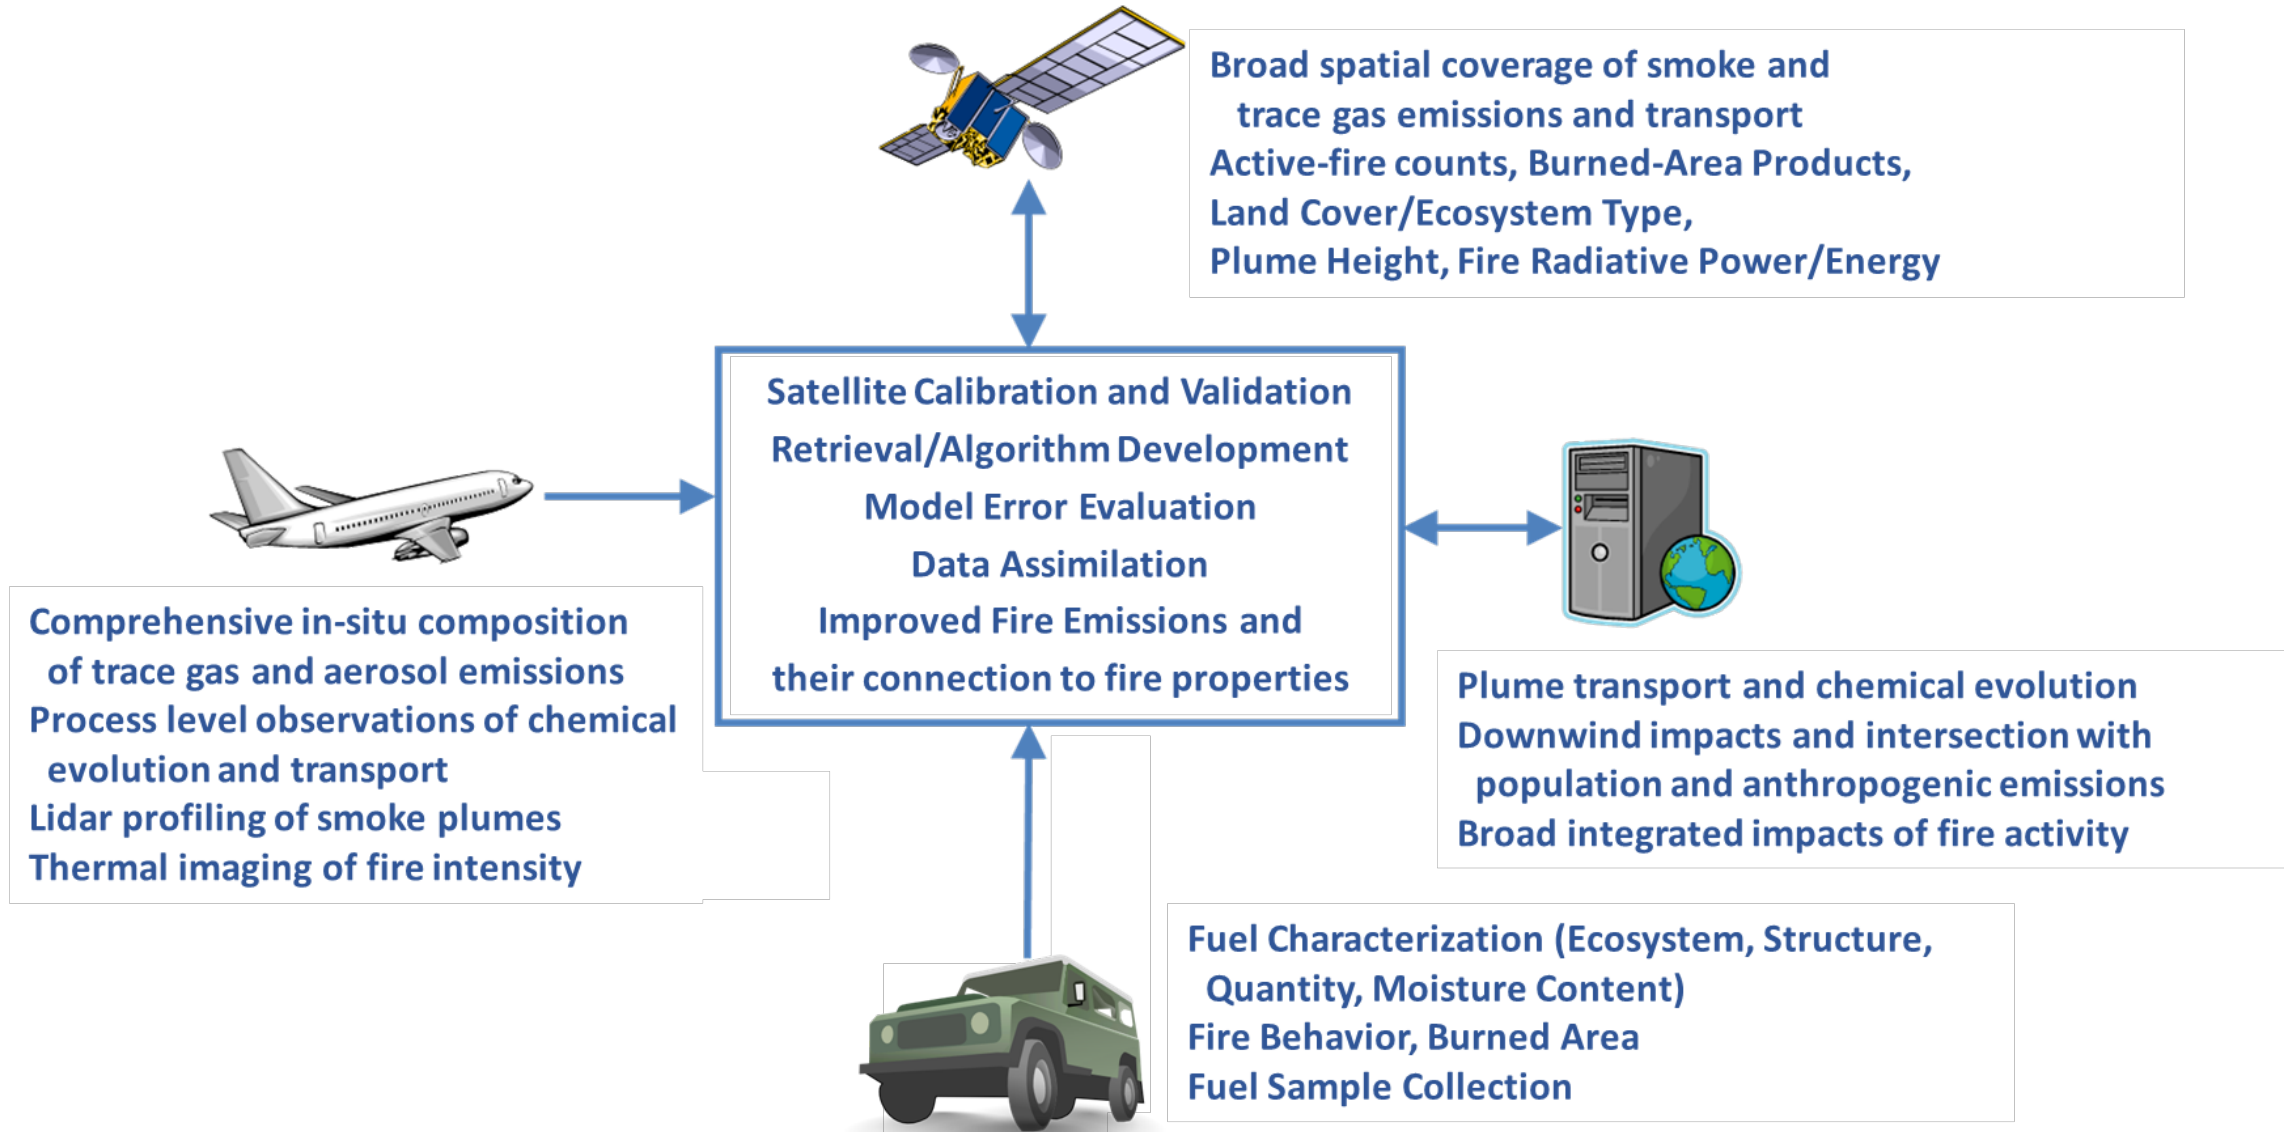 Broad spatial coverage of smoke and
trace gas emissions and transport
Active-fire counts, Burned-Area Products,
Land Cover/Ecosystem Type,
Plume Height, Fire Radiative Power/Energy
Satellite Calibration and Validation
Retrieval/Algorithm Development
Model Error Evaluation
Data Assimilation
Improved Fire Emissions and
their connection to fire properties
Comprehensive in-situ composition
of trace gas and aerosol emissions
Process level observations of chemical
evolution and transport
Lidar profiling of smoke plumes
Thermal imaging of fire intensity
Plume transport and chemical evolution
Downwind impacts and intersection with
population and anthropogenic emissions
Broad integrated impacts of fire activity
Fuel Characterization (Ecosystem, Structure,
Quantity, Moisture Content)
Fire Behavior, Burned Area
Fuel Sample Collection